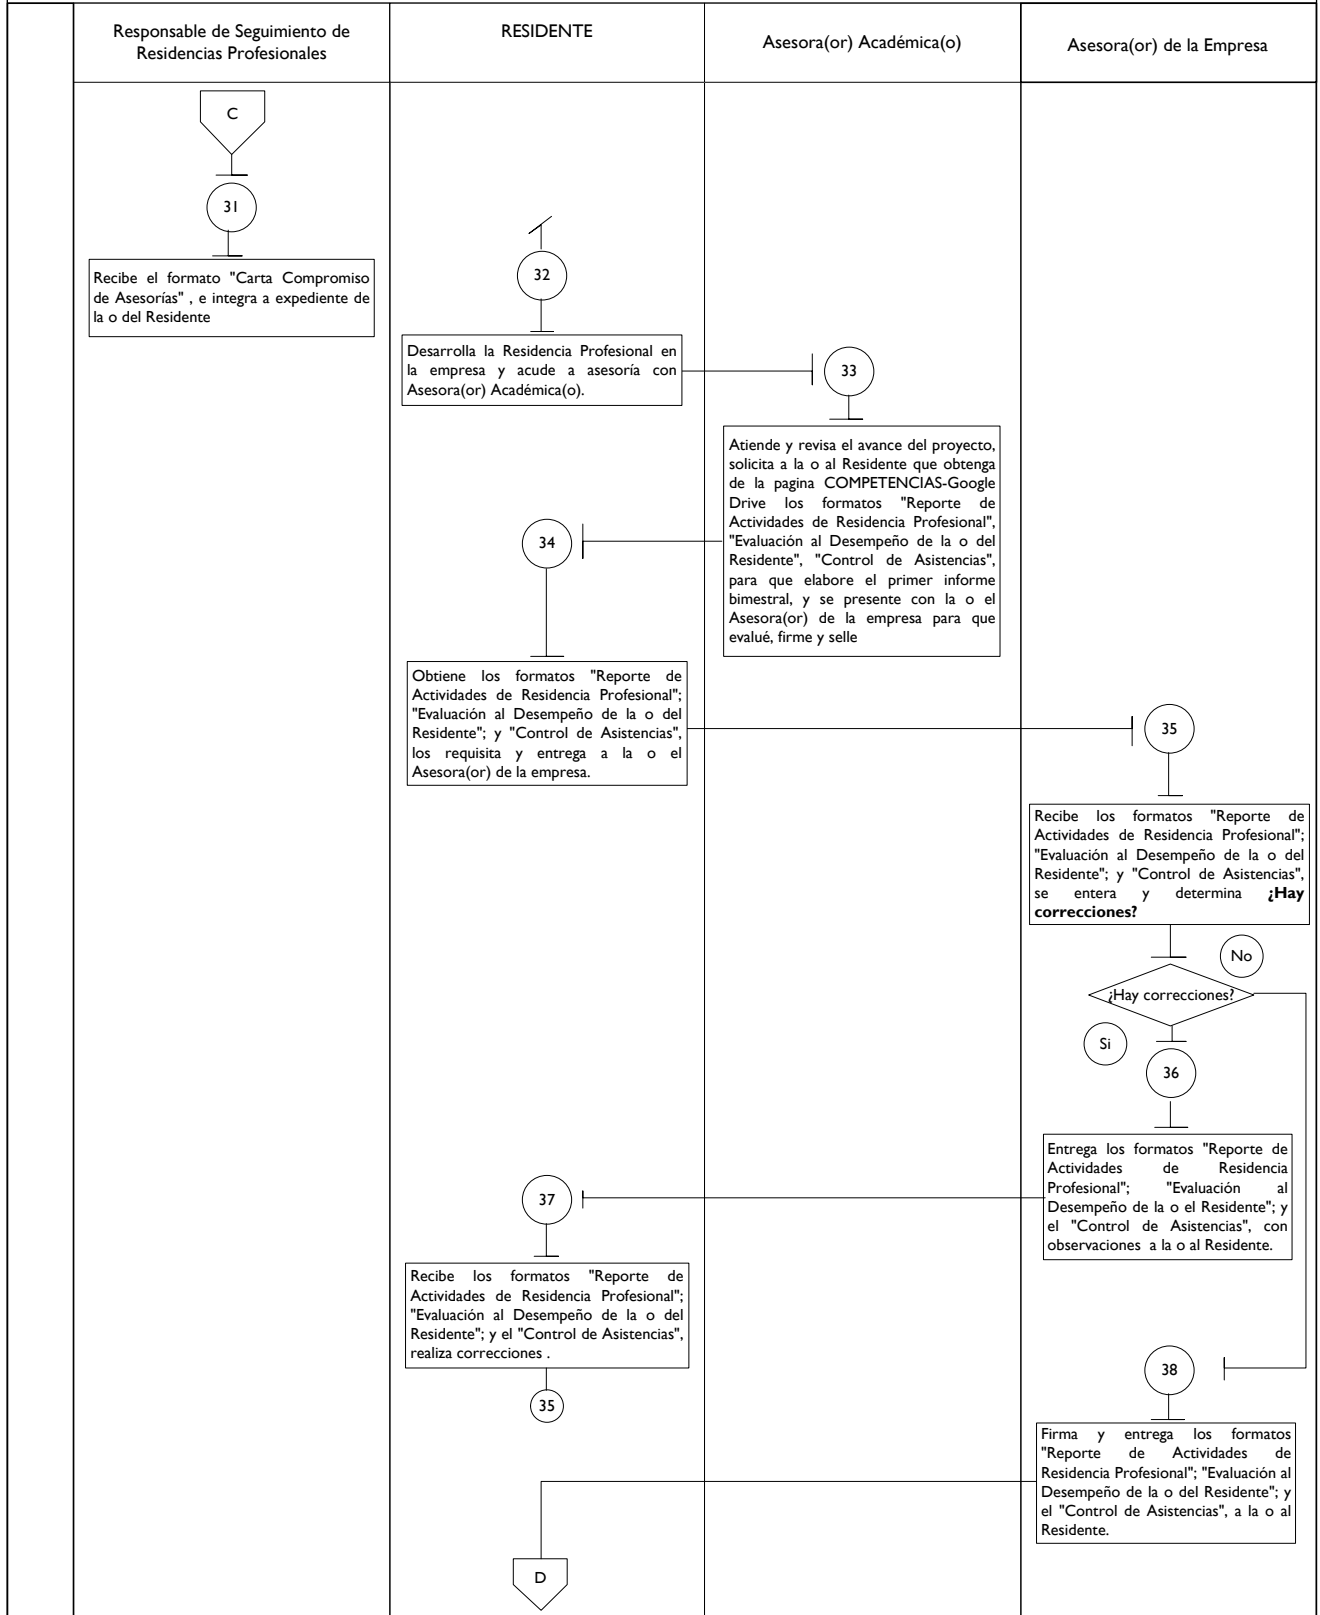 Responsable de Seguimiento de
Residencias Profesionales
RESIDENTE
Asesora(or) Académica(o)
Asesora(or) de la Empresa
C
31
Recibe el formato "Carta Compromiso
de Asesorías" , e integra a expediente de
la o del Residente
32
Desarrolla la Residencia Profesional en
la empresa y acude a asesoría con
Asesora(or) Académica(o).
33
Atiende y revisa el avance del proyecto,
solicita a la o al Residente que obtenga
de la pagina COMPETENCIAS-Google
Drive los formatos "Reporte de
Actividades de Residencia Profesional",
"Evaluación al Desempeño de la o del
Residente", "Control de Asistencias",
para que elabore el primer informe
bimestral, y se presente con la o el
Asesora(or) de la empresa para que
evalué, firme y selle
34
Obtiene los formatos "Reporte de
Actividades de Residencia Profesional";
"Evaluación al Desempeño de la o del
Residente"; y "Control de Asistencias",
los requisita y entrega a la o el
Asesora(or) de la empresa.
35
Recibe los formatos "Reporte de
Actividades de Residencia Profesional";
"Evaluación al Desempeño de la o del
Residente"; y "Control de Asistencias",
se entera y determina ¿Hay
correcciones?
No
¿Hay correcciones?
Si
36
Entrega los formatos "Reporte de
Actividades de Residencia
Profesional"; "Evaluación al
Desempeño de la o el Residente"; y
el "Control de Asistencias", con
observaciones a la o al Residente.
37
Recibe los formatos "Reporte de
Actividades de Residencia Profesional";
"Evaluación al Desempeño de la o del
Residente"; y el "Control de Asistencias",
realiza correcciones .
35
38
Firma y entrega los formatos
"Reporte de Actividades de
Residencia Profesional"; "Evaluación al
Desempeño de la o del Residente"; y
el "Control de Asistencias", a la o al
Residente.
D